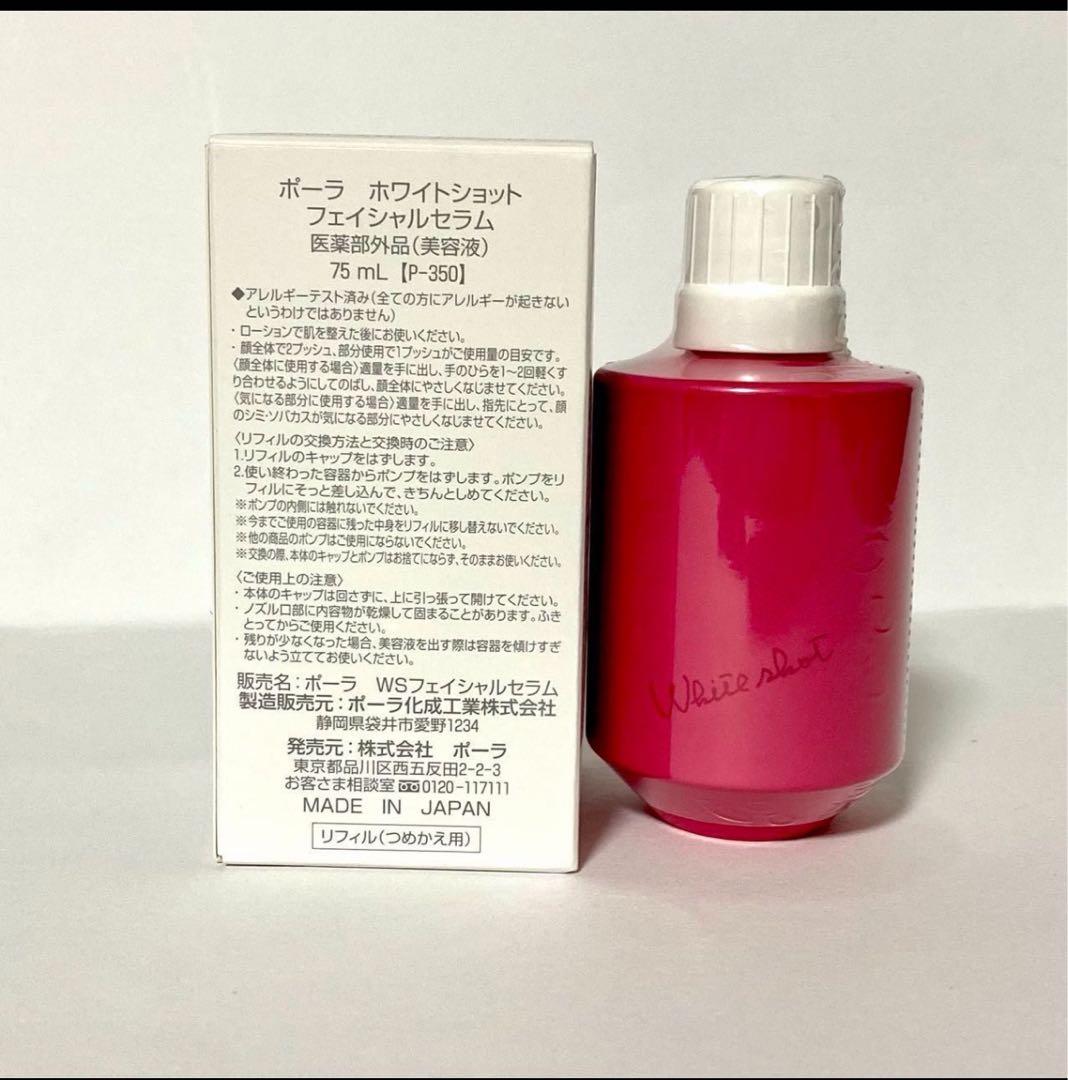 ポーラ ホワイトショット
フェイシャルセラム
医薬部外品(美容液)
75 mL【P-350】
◆アレルギーテスト済み(全ての方にアレルギーが起きない
というわけではありません)
・ローションで肌を整えた後にお使いください。
・顔全体で2プッシュ、部分使用で1プッシュがご使用量の目安です。
〈顔全体に使用する場合〉適量を手に出し、手のひらを1~2回軽くす
り合わせるようにしてのばし、顔全体にやさしくなじませてください。
〈気になる部分に使用する場合〉適量を手に出し、指先にとって、顔
のシミ・ソバカスが気になる部分にやさしくなじませてください。
〈リフィルの交換方法と交換時のご注意〉
1.リフィルのキャップをはずします。
2.使い終わった容器からポンプをはずします。ポンプをリ
フィルにそっと差し込んで、きちんとしめてください。
※ポンプの内側には触れないでください。
※今までご使用の容器に残った中身をリフィルに移し替えないでください。
※他の商品のポンプはご使用にならないでください。
※交換の際、本体のキャップとポンプはお捨てにならず、そのままお使いください。
〈ご使用上の注意〉
・本体のキャップは回さずに、上に引っ張って開けてください。
・ノズル口部に内容物が乾燥して固まることがあります。ふき
とってからご使用ください。
・残りが少なくなった場合、美容液を出す際は容器を傾けすぎ
ないよう立ててお使いください。
販売名:ポーラ WSフェイシャルセラム
製造販売元:ポーラ化成工業株式会社
静岡県袋井市愛野1234
発売元:株式会社 ポーラ
東京都品川区西五反田2-2-3
お客さま相談室 0120-117111
MADE IN JAPAN
リフィル(つめかえ用)
White shot